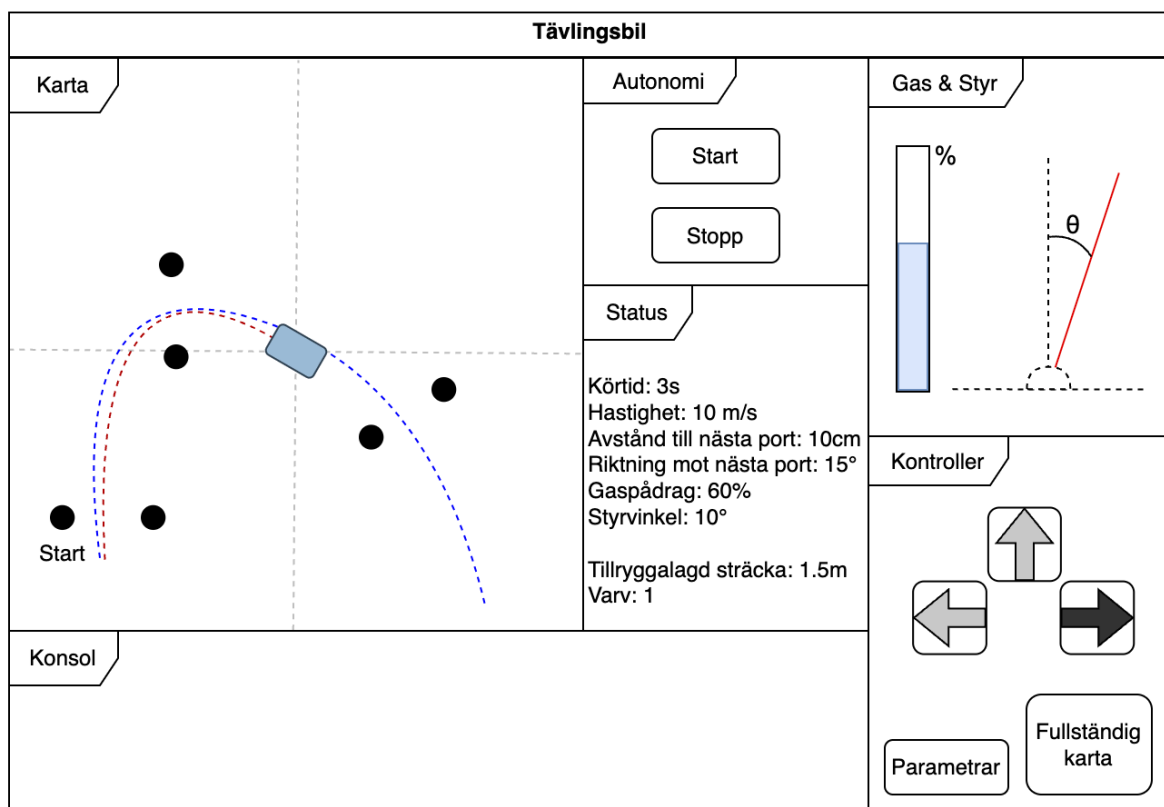 Tävlingsbil
Karta
Start
Autonomi
Start
Stopp
Status
Körtid: 3s
Hastighet: 10 m/s
Avstånd till nästa port: 10cm
Riktning mot nästa port: 15°
Gaspådrag: 60%
Styrvinkel: 10°
Tillryggalagd sträcka: 1.5m
Varv: 1
Gas & Styr
%
θ
Kontroller
Parametrar
Fullständig
karta
Konsol